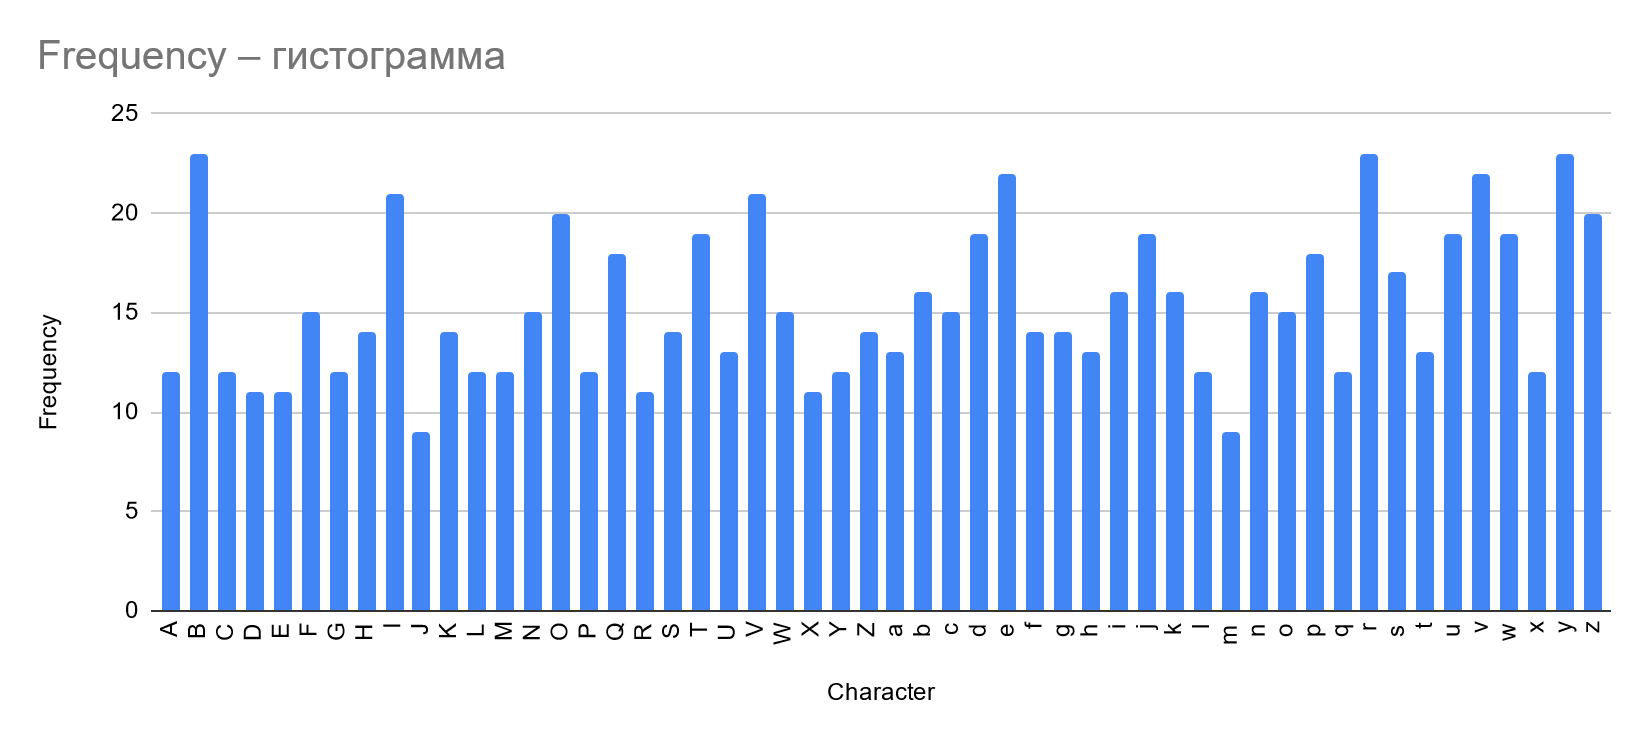 Frequency – гистограмма
25
20
15
10
5
0
Frequency
A B C D E F G H I J K L M N O P Q R S T U V W X Y Z a b c d e f g h i j k l m n o p q r s t u v w x y z
Character